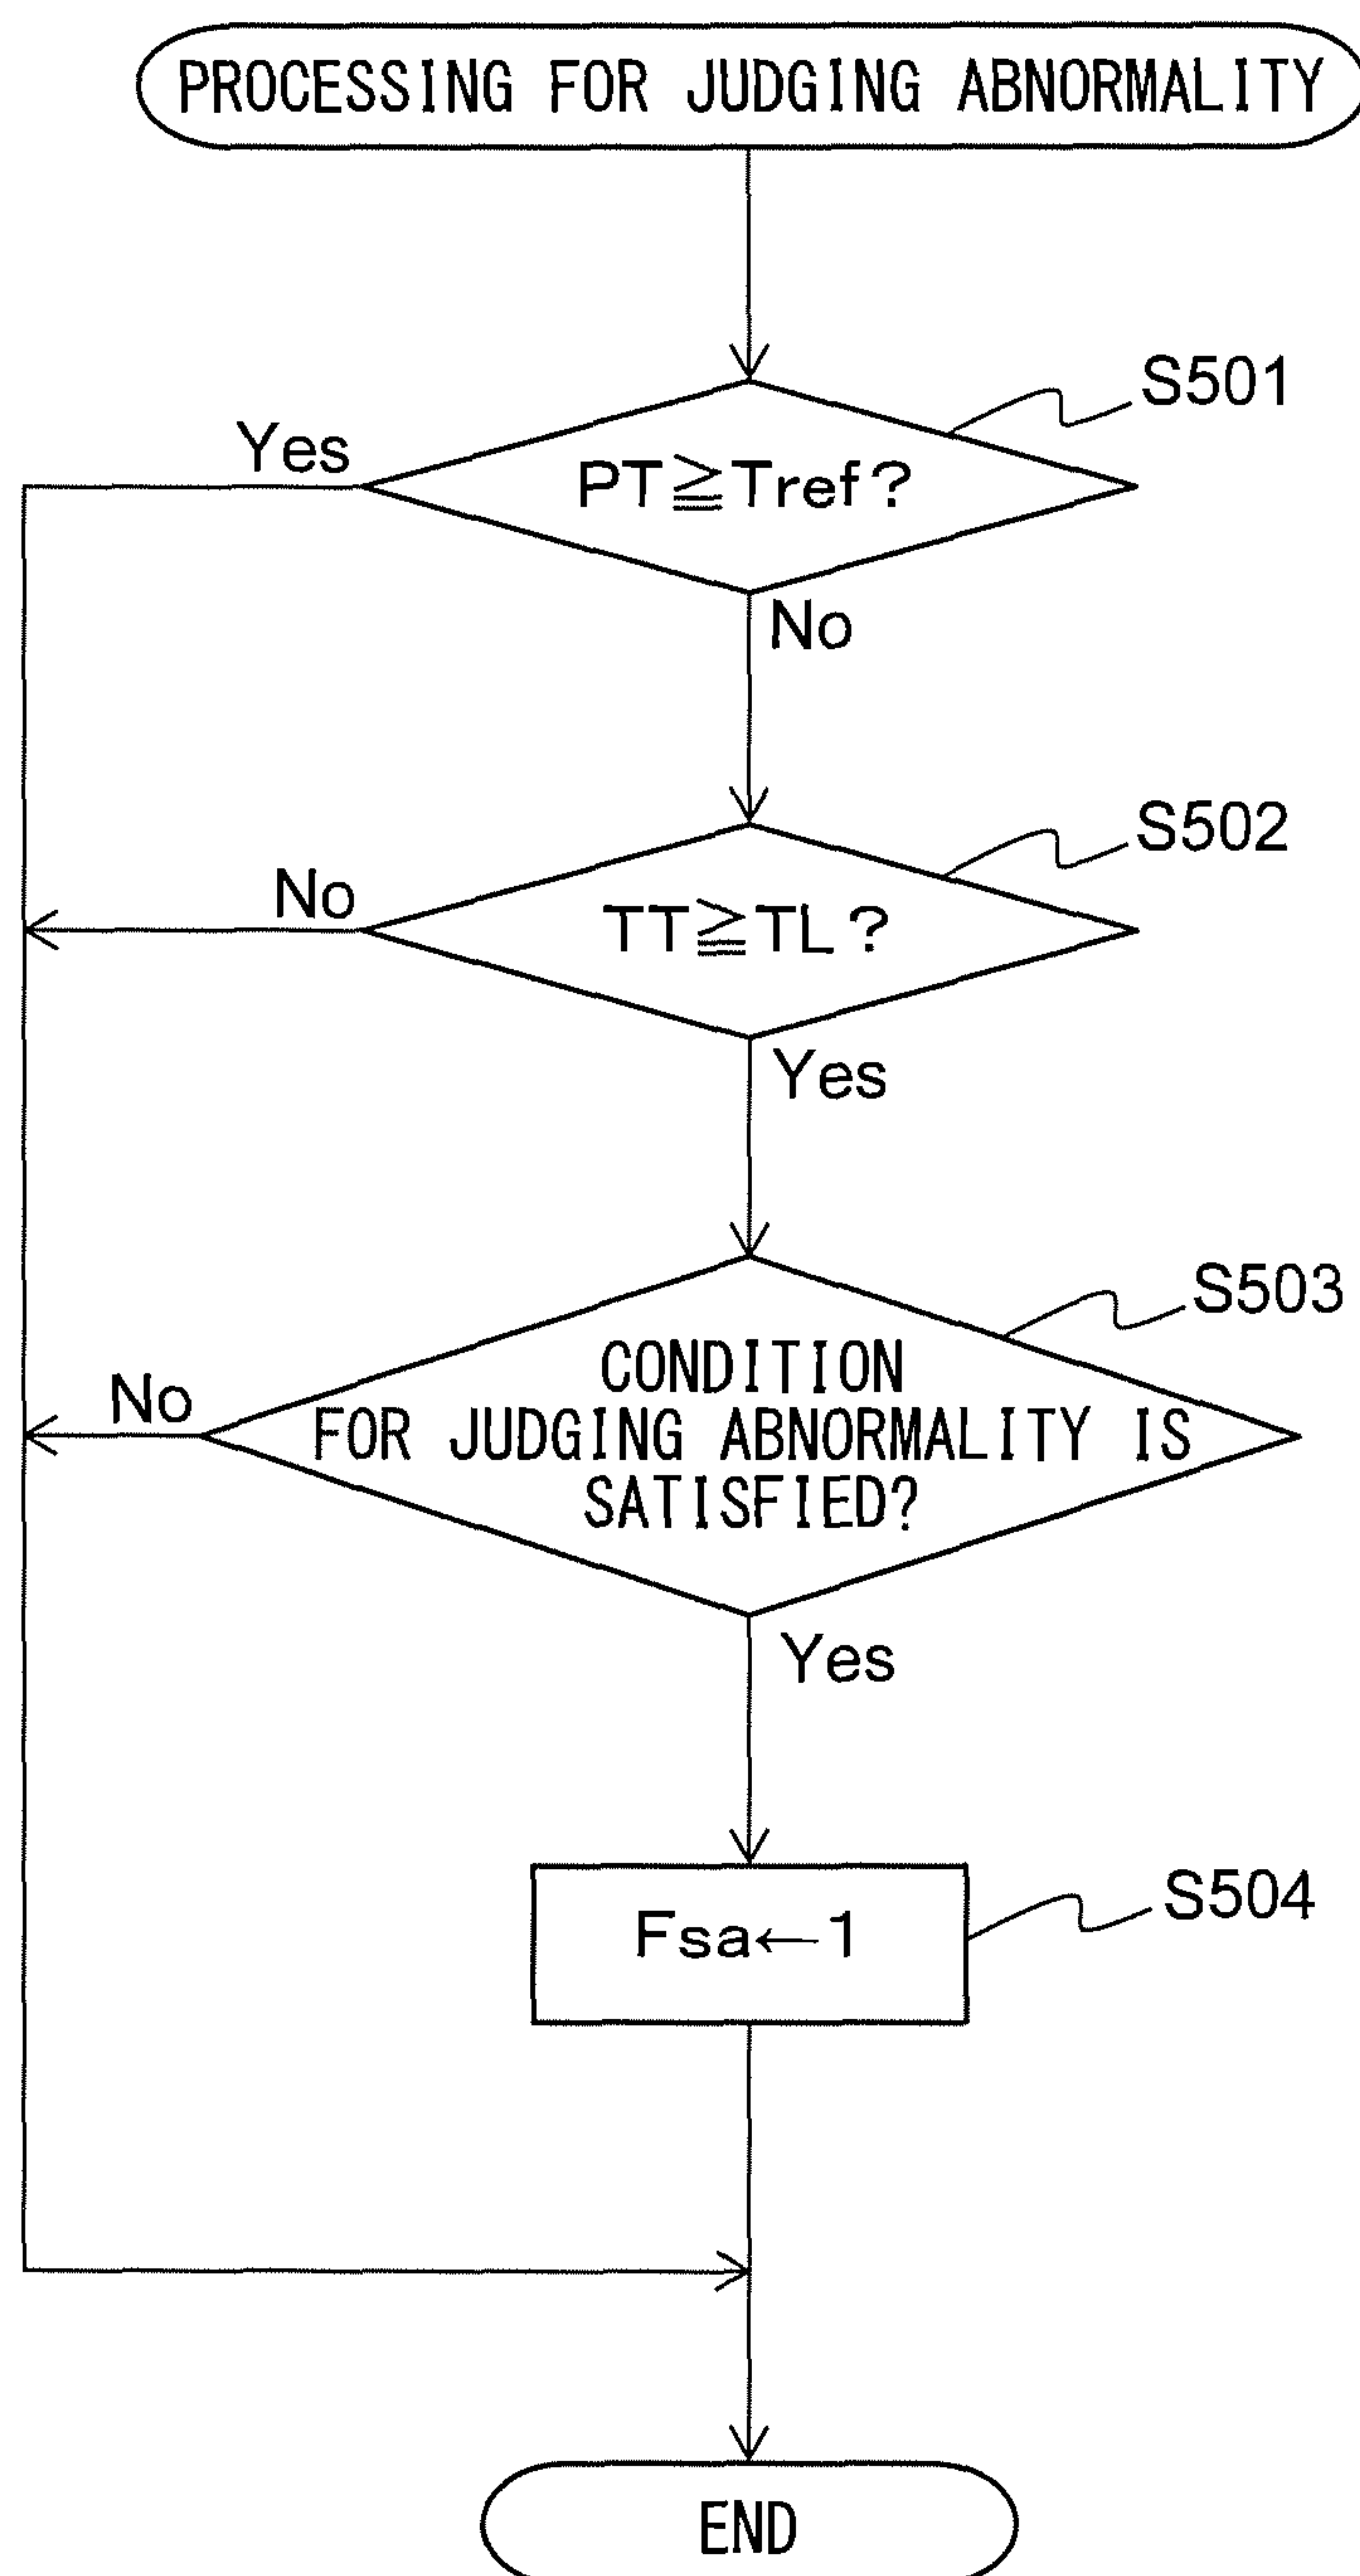 PROCESSING FOR JUDGING ABNORMALITY
S501
Yes
PT≧Tref?
No
S502
No
TT≧TL?
Yes
S503
No
CONDITION
FOR JUDGING ABNORMALITY IS
SATISFIED?
Yes
S504
Fsa←1
END